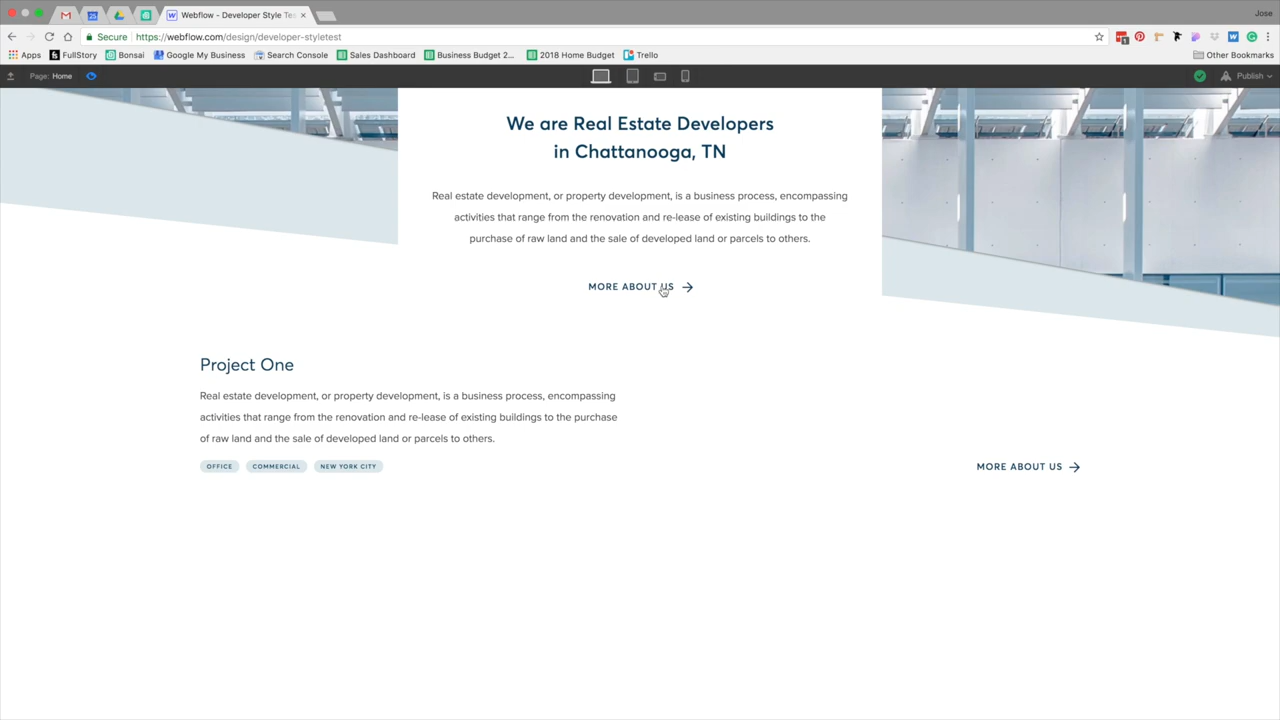 Webflow - Developer Style Tes
Jose
Secure
https://webflow.com/design/developer-styletest
Apps
FullStory
Bonsai
Google My Business
Search Console
Sales Dashboard
Business Budget 2...
2018 Home Budget
Trello
Other Bookmarks
Page: Home
Publish
We are Real Estate Developers
in Chattanooga, TN
Real estate development, or property development, is a business process, encompassing
activities that range from the renovation and re-lease of existing buildings to the
purchase of raw land and the sale of developed land or parcels to others.
MORE ABOUT US
Project One
Real estate development, or property development, is a business process, encompassing
activities that range from the renovation and re-lease of existing buildings to the purchase
of raw land and the sale of developed land or parcels to others.
OFFICE
COMMERCIAL
NEW YORK CITY
MORE ABOUT US